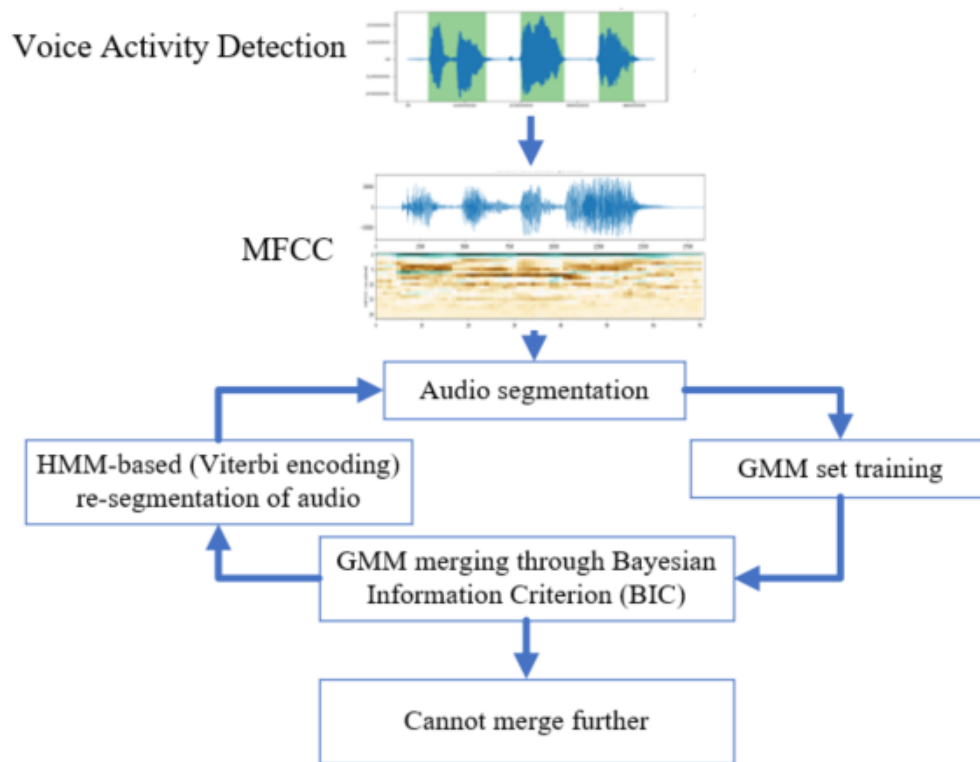 Voice Activity Detection
MFCC
Audio segmentation
HMM-based (Viterbi encoding)
re-segmentation of audio
GMM set training
GMM merging through Bayesian
Information Criterion (BIC)
Cannot merge further